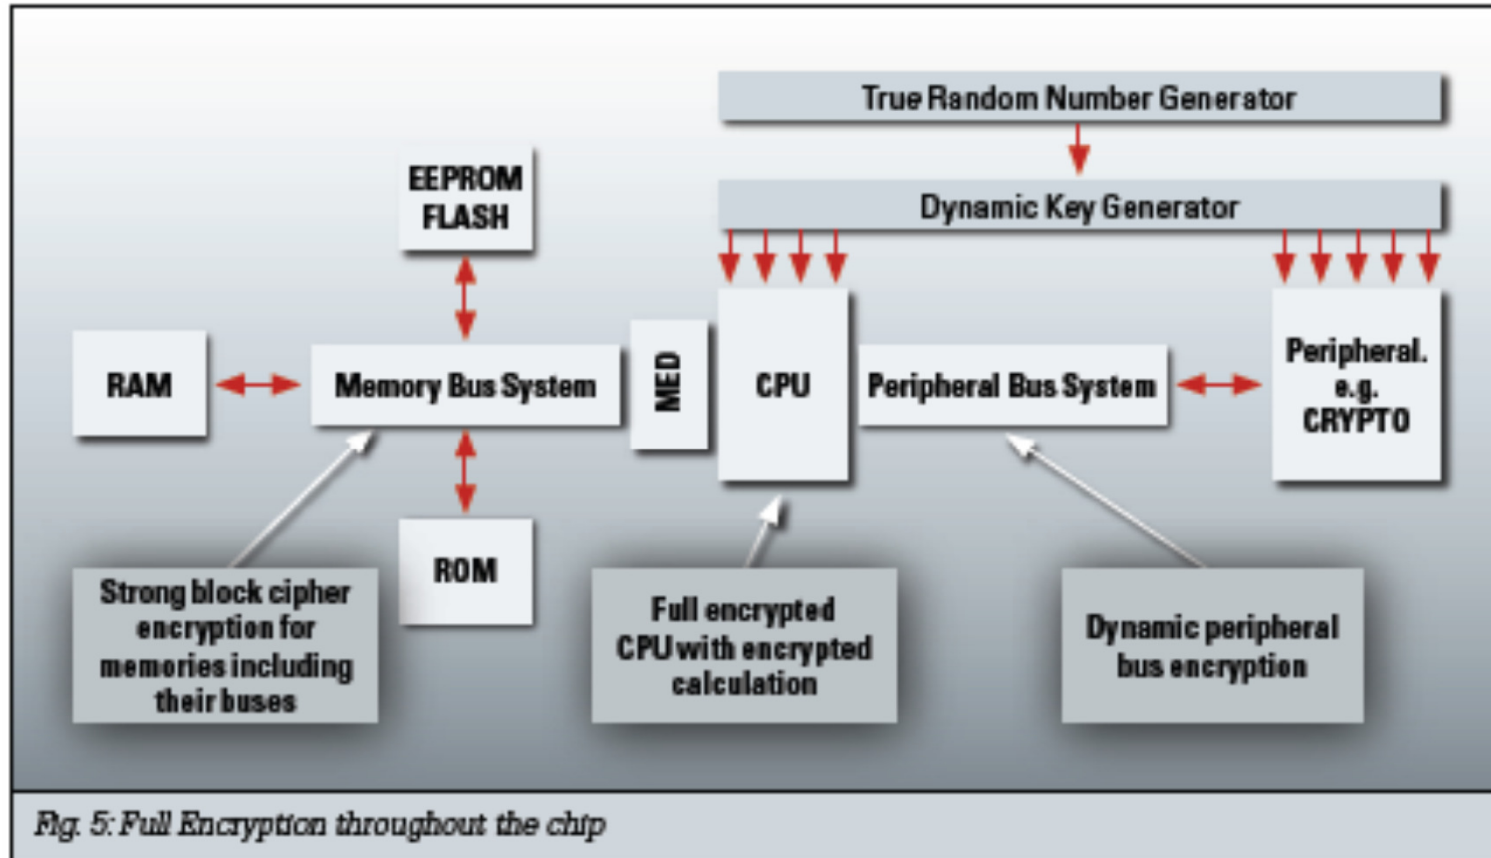 True Random Number Generator
Dynamic Key Generator
EEPROM
FLASH
RAM
Memory Bus System
MED
CPU
Peripheral Bus System
Peripheral.
e.g.
CRYPTO
ROM
Strong block cipher
encryption for
memories including
their buses
Full encrypted
CPU with encrypted
calculation
Dynamic peripheral
bus encryption
Fig. 5: Full Encryption throughout the chip